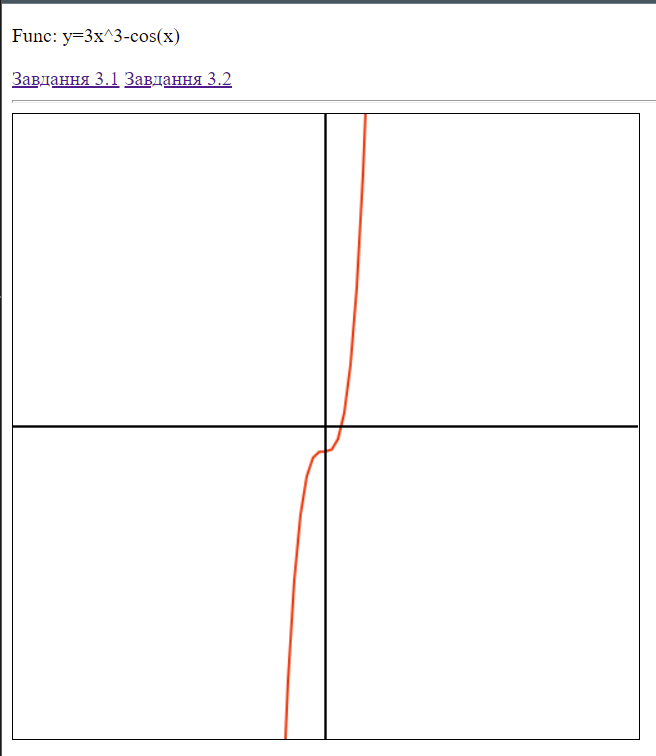 Func: y=3x^3-cos(x)
Завдання 3.1 Завдання 3.2